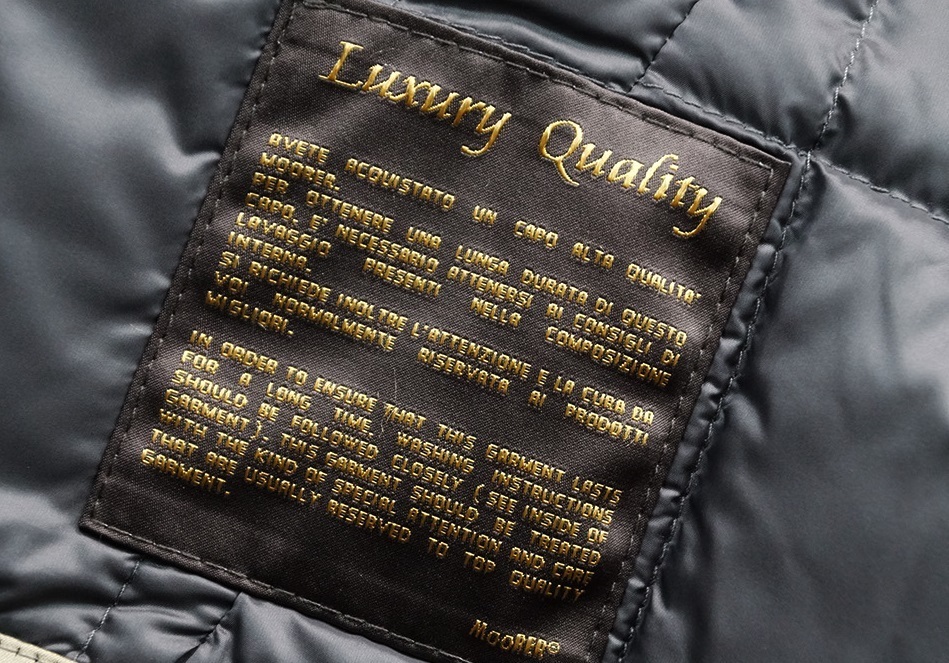 Luxury Quality
AVETE ACQUISTATO UN CAPO ALTA QUALITA'
MOORER.
PER OTTENERE UNA LUNGA DURATA DI QUESTO
CAPO, E' NECESSARIO ATTENERSI AI CONSIGLI DI
LAVAGGIO PRESENTI NELLA COMPOSIZIONE
INTERNA.
SI RICHIEDE INOLTRE L'ATTENZIONE E LA CURA DA
VOI NORMALMENTE RISERVATA AI PRODOTTI
MIGLIORI.
IN ORDER TO ENSURE THAT THIS GARMENT LASTS
FOR A LONG TIME, WASHING INSTRUCTIONS
SHOULD BE FOLLOWED CLOSELY (SEE INSIDE OF
GARMENT). THIS GARMENT SHOULD BE TREATED
WITH THE KIND OF SPECIAL ATTENTION AND CARE
THAT ARE USUALLY RESERVED TO TOP QUALITY
GARMENT.
MOORER®